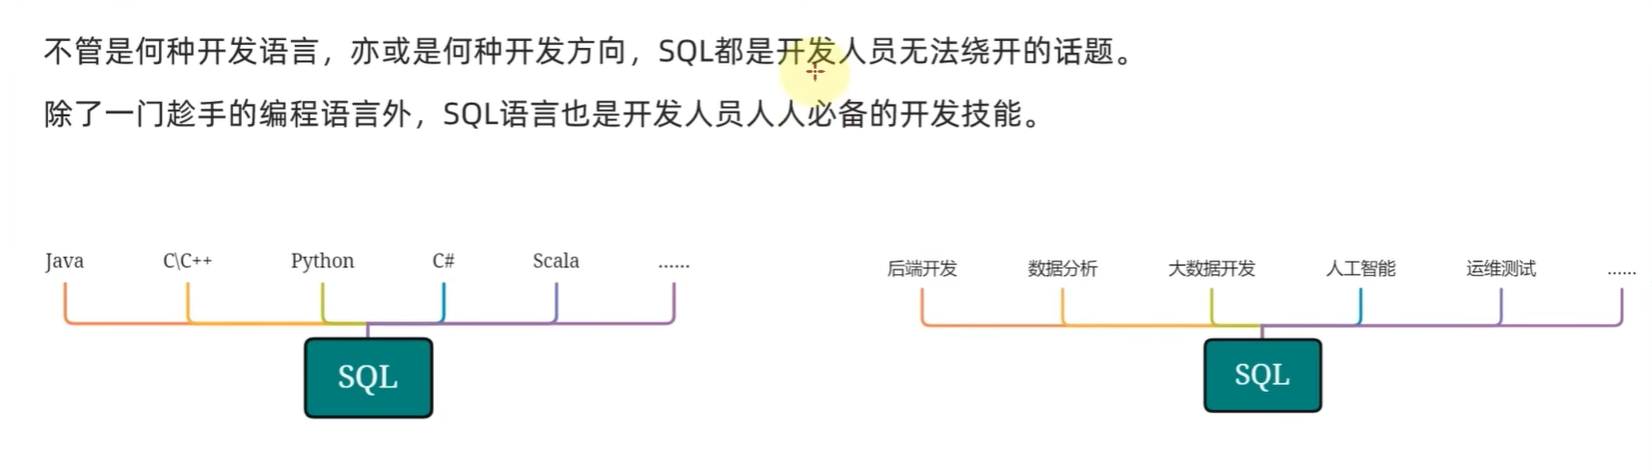 不管是何种开发语言，亦或是何种开发方向，SQL都是开发人员无法绕开的话题。
除了一门趁手的编程语言外，SQL语言也是开发人员人人必备的开发技能。
Java C\C++ Python C# Scala ......
SQL
后端开发 数据分析 大数据开发 人工智能 运维测试 ......
SQL